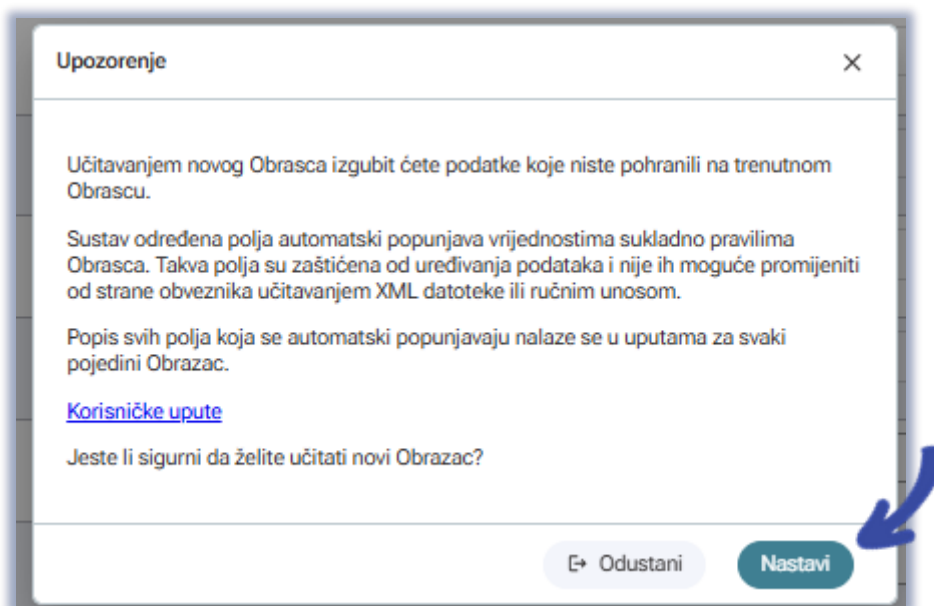 Upozorenje
Učitavanjem novog Obrasca izgubit ćete podatke koje niste pohranili na trenutnom
Obrascu.
Sustav određena polja automatski popunjava vrijednostima sukladno pravilima
Obrasca. Takva polja su zaštićena od uređivanja podataka i nije ih moguće promijeniti
od strane obveznika učitavanjem XML datoteke ili ručnim unosom.
Popis svih polja koja se automatski popunjavaju nalaze se u uputama za svaki
pojedini Obrazac.
Korisničke upute
Jeste li sigurni da želite učitati novi Obrazac?
Odustani
Nastavi